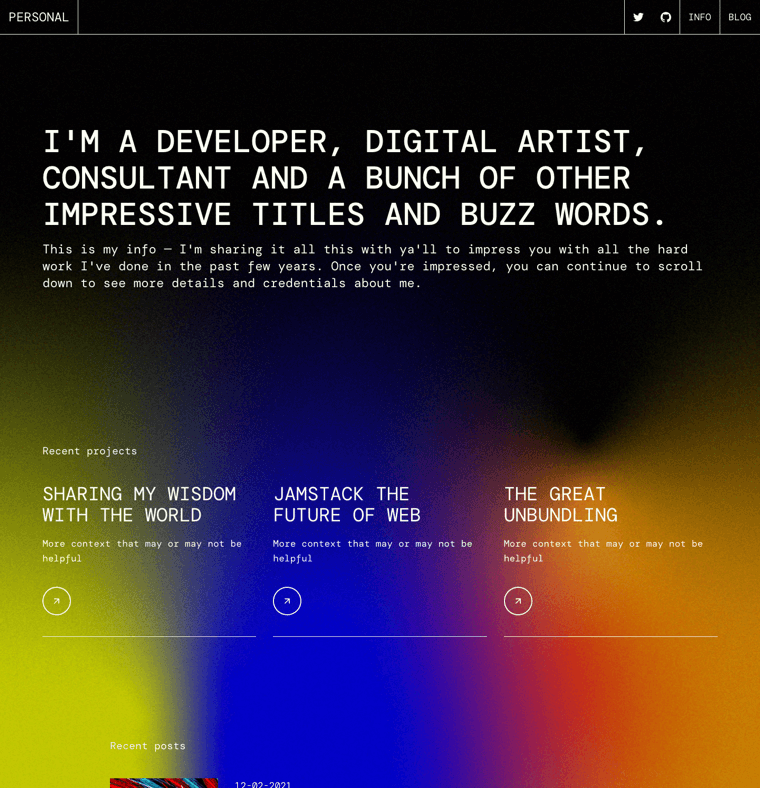 PERSONAL
INFO
BLOG
I'M A DEVELOPER, DIGITAL ARTIST,
CONSULTANT AND A BUNCH OF OTHER
IMPRESSIVE TITLES AND BUZZ WORDS.
This is my info — I'm sharing it all this with ya'll to impress you with all the hard
work I've done in the past few years. Once you're impressed, you can continue to scroll
down to see more details and credentials about me.
Recent projects
SHARING MY WISDOM
WITH THE WORLD
More context that may or may not be
helpful
JAMSTACK THE
FUTURE OF WEB
More context that may or may not be
helpful
THE GREAT
UNBUNDLING
More context that may or may not be
helpful
Recent posts
12-02-2021